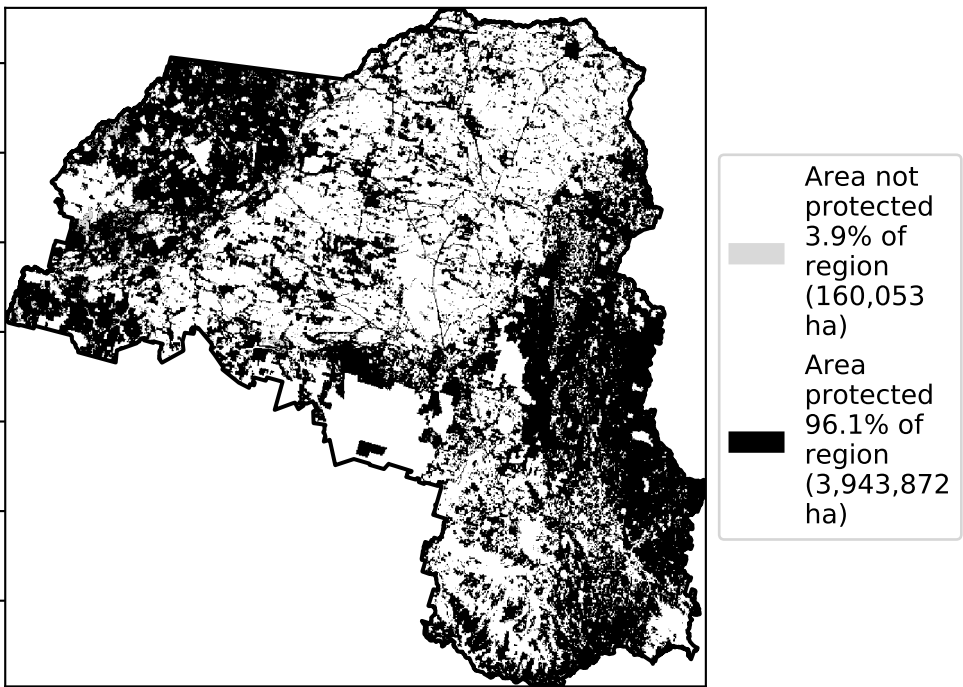 Area not
protected
3.9% of
region
(160,053
ha)
Area
protected
96.1% of
region
(3,943,872
ha)